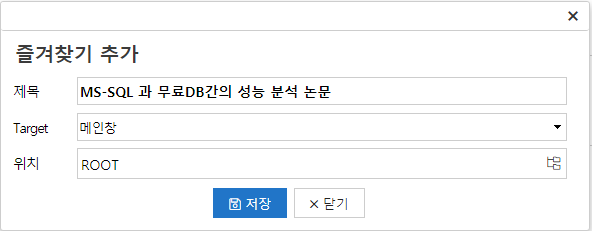 즐겨찾기 추가
제목 MS-SQL 과 무료DB간의 성능 분석 논문
Target 메인창
위치 ROOT
저장 닫기